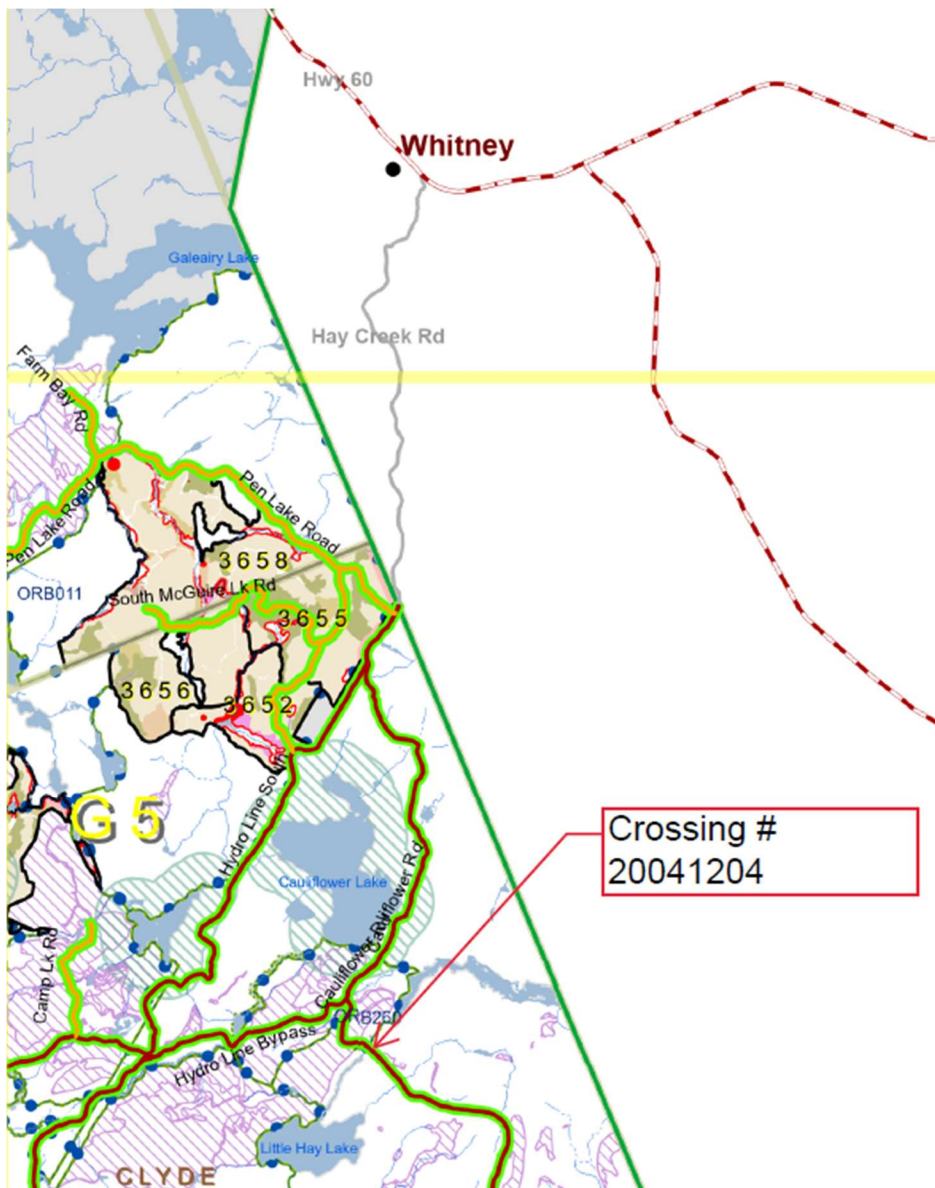 Hwy 60
Whitney
Galeairy Lake
Hay Creek Rd
Farm Bay Rd
Pen Lake Road
Pen Lake Road
3658
ORB011
South McGuire Lk Rd
3655
3656
3652
Hydro Line South
G 5
Crossing #
20041204
Cauliflower Lake
Cauliflower Rd
Cauliflower Rd
Camp Lk Rd
ORB260
Hydro Line Bypass
Little Hay Lake
CLYDE